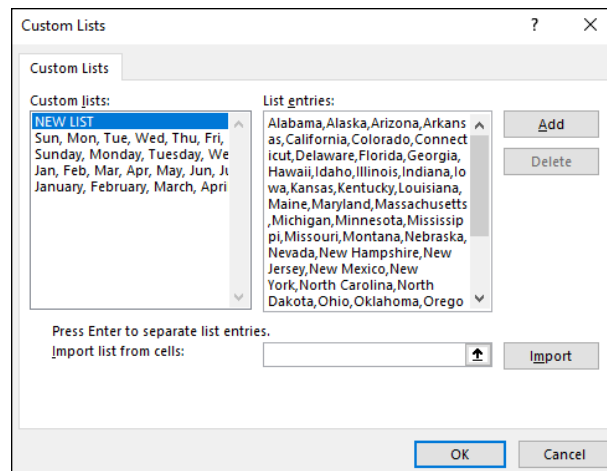 Custom Lists
?
Custom Lists
Custom lists:
NEW LIST
Sun, Mon, Tue, Wed, Thu, Fri,
Sunday, Monday, Tuesday, We
Jan, Feb, Mar, Apr, May, Jun, Ju
January, February, March, Apri
List entries:
Alabama,Alaska,Arizona,Arkans
as,California,Colorado,Connect
icut,Delaware,Florida,Georgia,
Hawaii,Idaho,Illinois,Indiana,Io
wa,Kansas,Kentucky,Louisiana,
Maine,Maryland,Massachusetts
,Michigan,Minnesota,Mississip
pi,Missouri,Montana,Nebraska,
Nevada,New Hampshire,New
Jersey,New Mexico,New
York,North Carolina,North
Dakota,Ohio,Oklahoma,Orego
Add
Delete
Press Enter to separate list entries.
Import list from cells:
Import
OK
Cancel